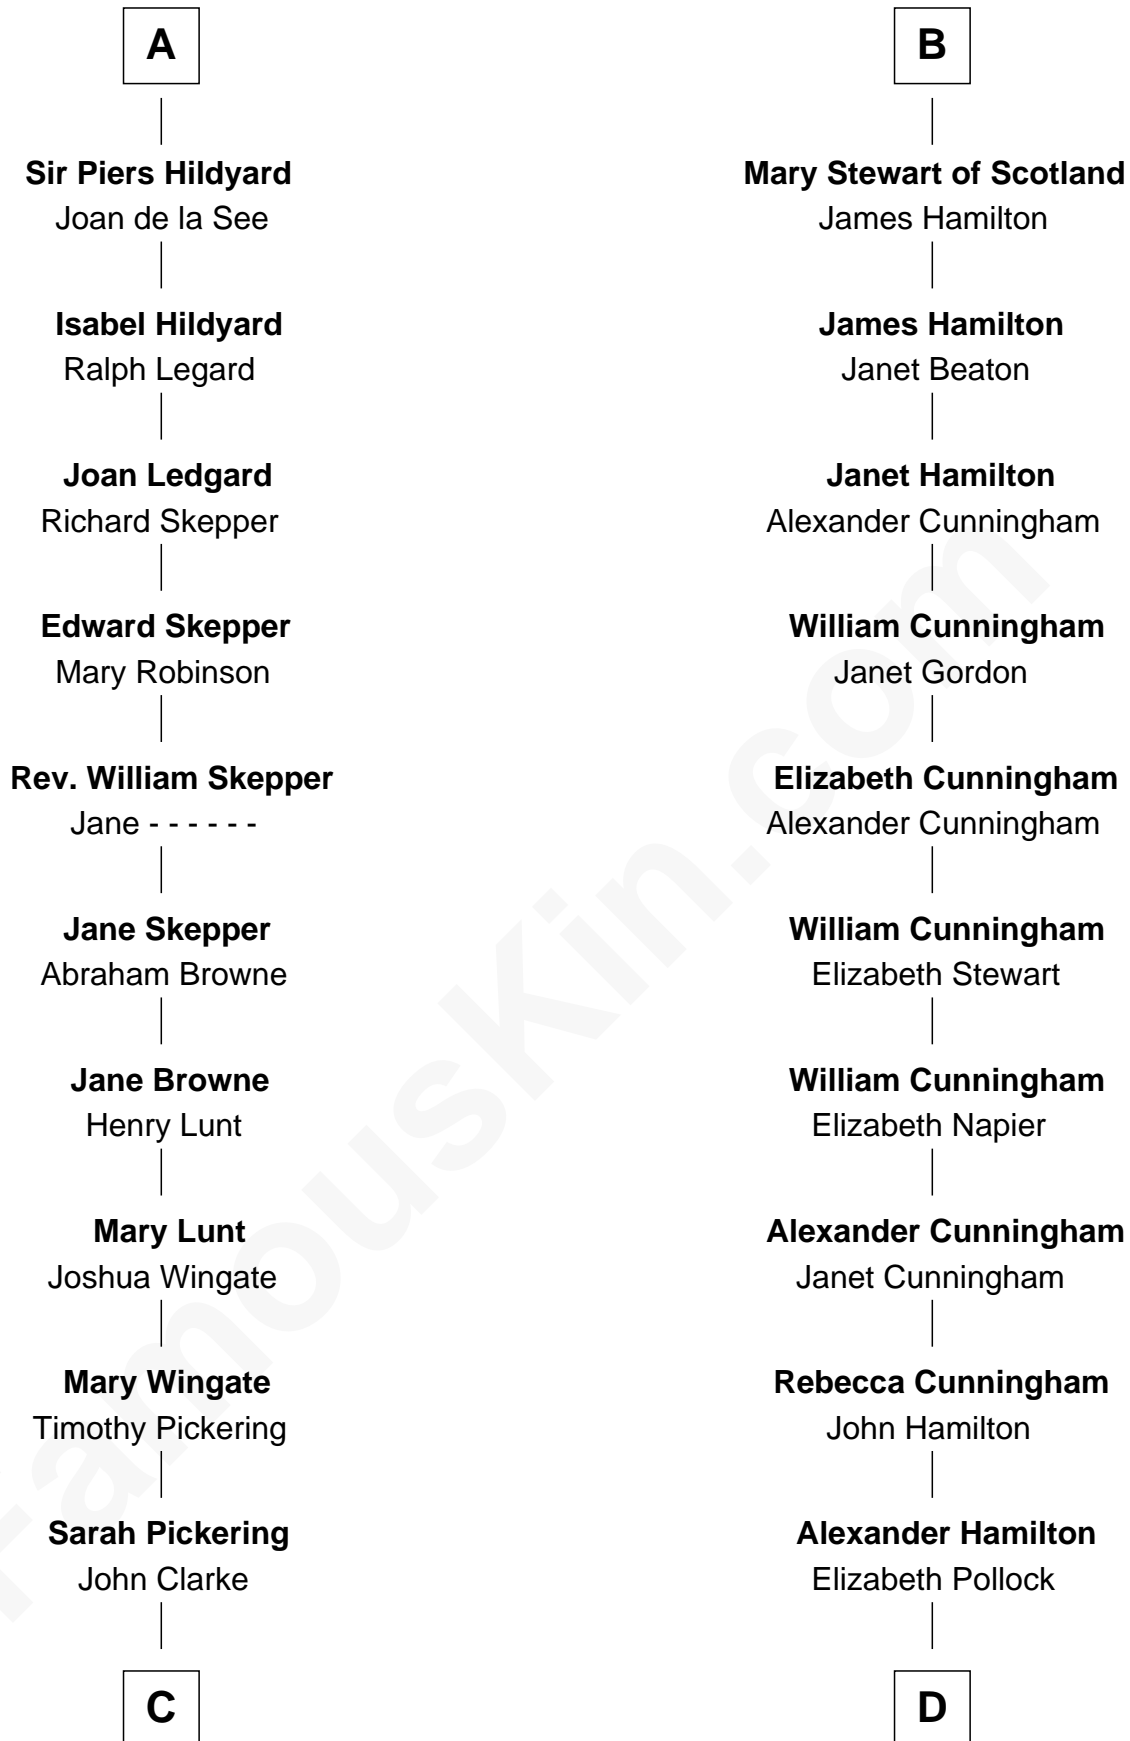 A
Sir Piers Hildyard
Joan de la See
Isabel Hildyard
Ralph Legard
Joan Ledgard
Richard Skepper
Edward Skepper
Mary Robinson
Rev. William Skepper
Jane - - - - - -
Jane Skepper
Abraham Browne
Jane Browne
Henry Lunt
Mary Lunt
Joshua Wingate
Mary Wingate
Timothy Pickering
Sarah Pickering
John Clarke
C
B
Mary Stewart of Scotland
James Hamilton
James Hamilton
Janet Beaton
Janet Hamilton
Alexander Cunningham
William Cunningham
Janet Gordon
Elizabeth Cunningham
Alexander Cunningham
William Cunningham
Elizabeth Stewart
William Cunningham
Elizabeth Napier
Alexander Cunningham
Janet Cunningham
Rebecca Cunningham
John Hamilton
Alexander Hamilton
Elizabeth Pollock
D
FamousKin.com